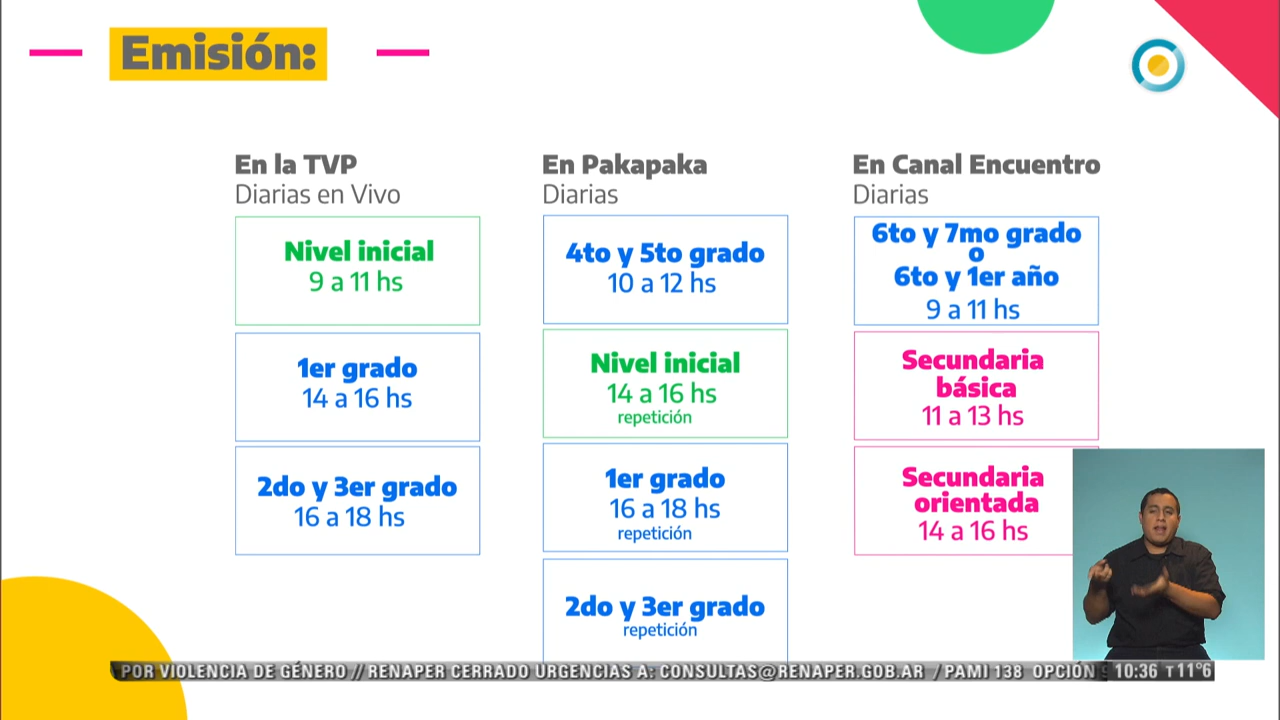 Emisión:
En la TVP
Diarias en Vivo
Nivel inicial
9 a 11 hs
1er grado
14 a 16 hs
2do y 3er grado
16 a 18 hs
En Pakapaka
Diarias
4to y 5to grado
10 a 12 hs
Nivel inicial
14 a 16 hs
repetición
1er grado
16 a 18 hs
repetición
2do y 3er grado
repetición
En Canal Encuentro
Diarias
6to y 7mo grado
o
6to y 1er año
9 a 11 hs
Secundaria
básica
11 a 13 hs
Secundaria
orientada
14 a 16 hs
POR VIOLENCIA DE GÉNERO // RENAPER CERRADO URGENCIAS A: CONSULTAS@RENAPER.GOB.AR / PAMI 138 OPCIÓN 10:36 T 11°6